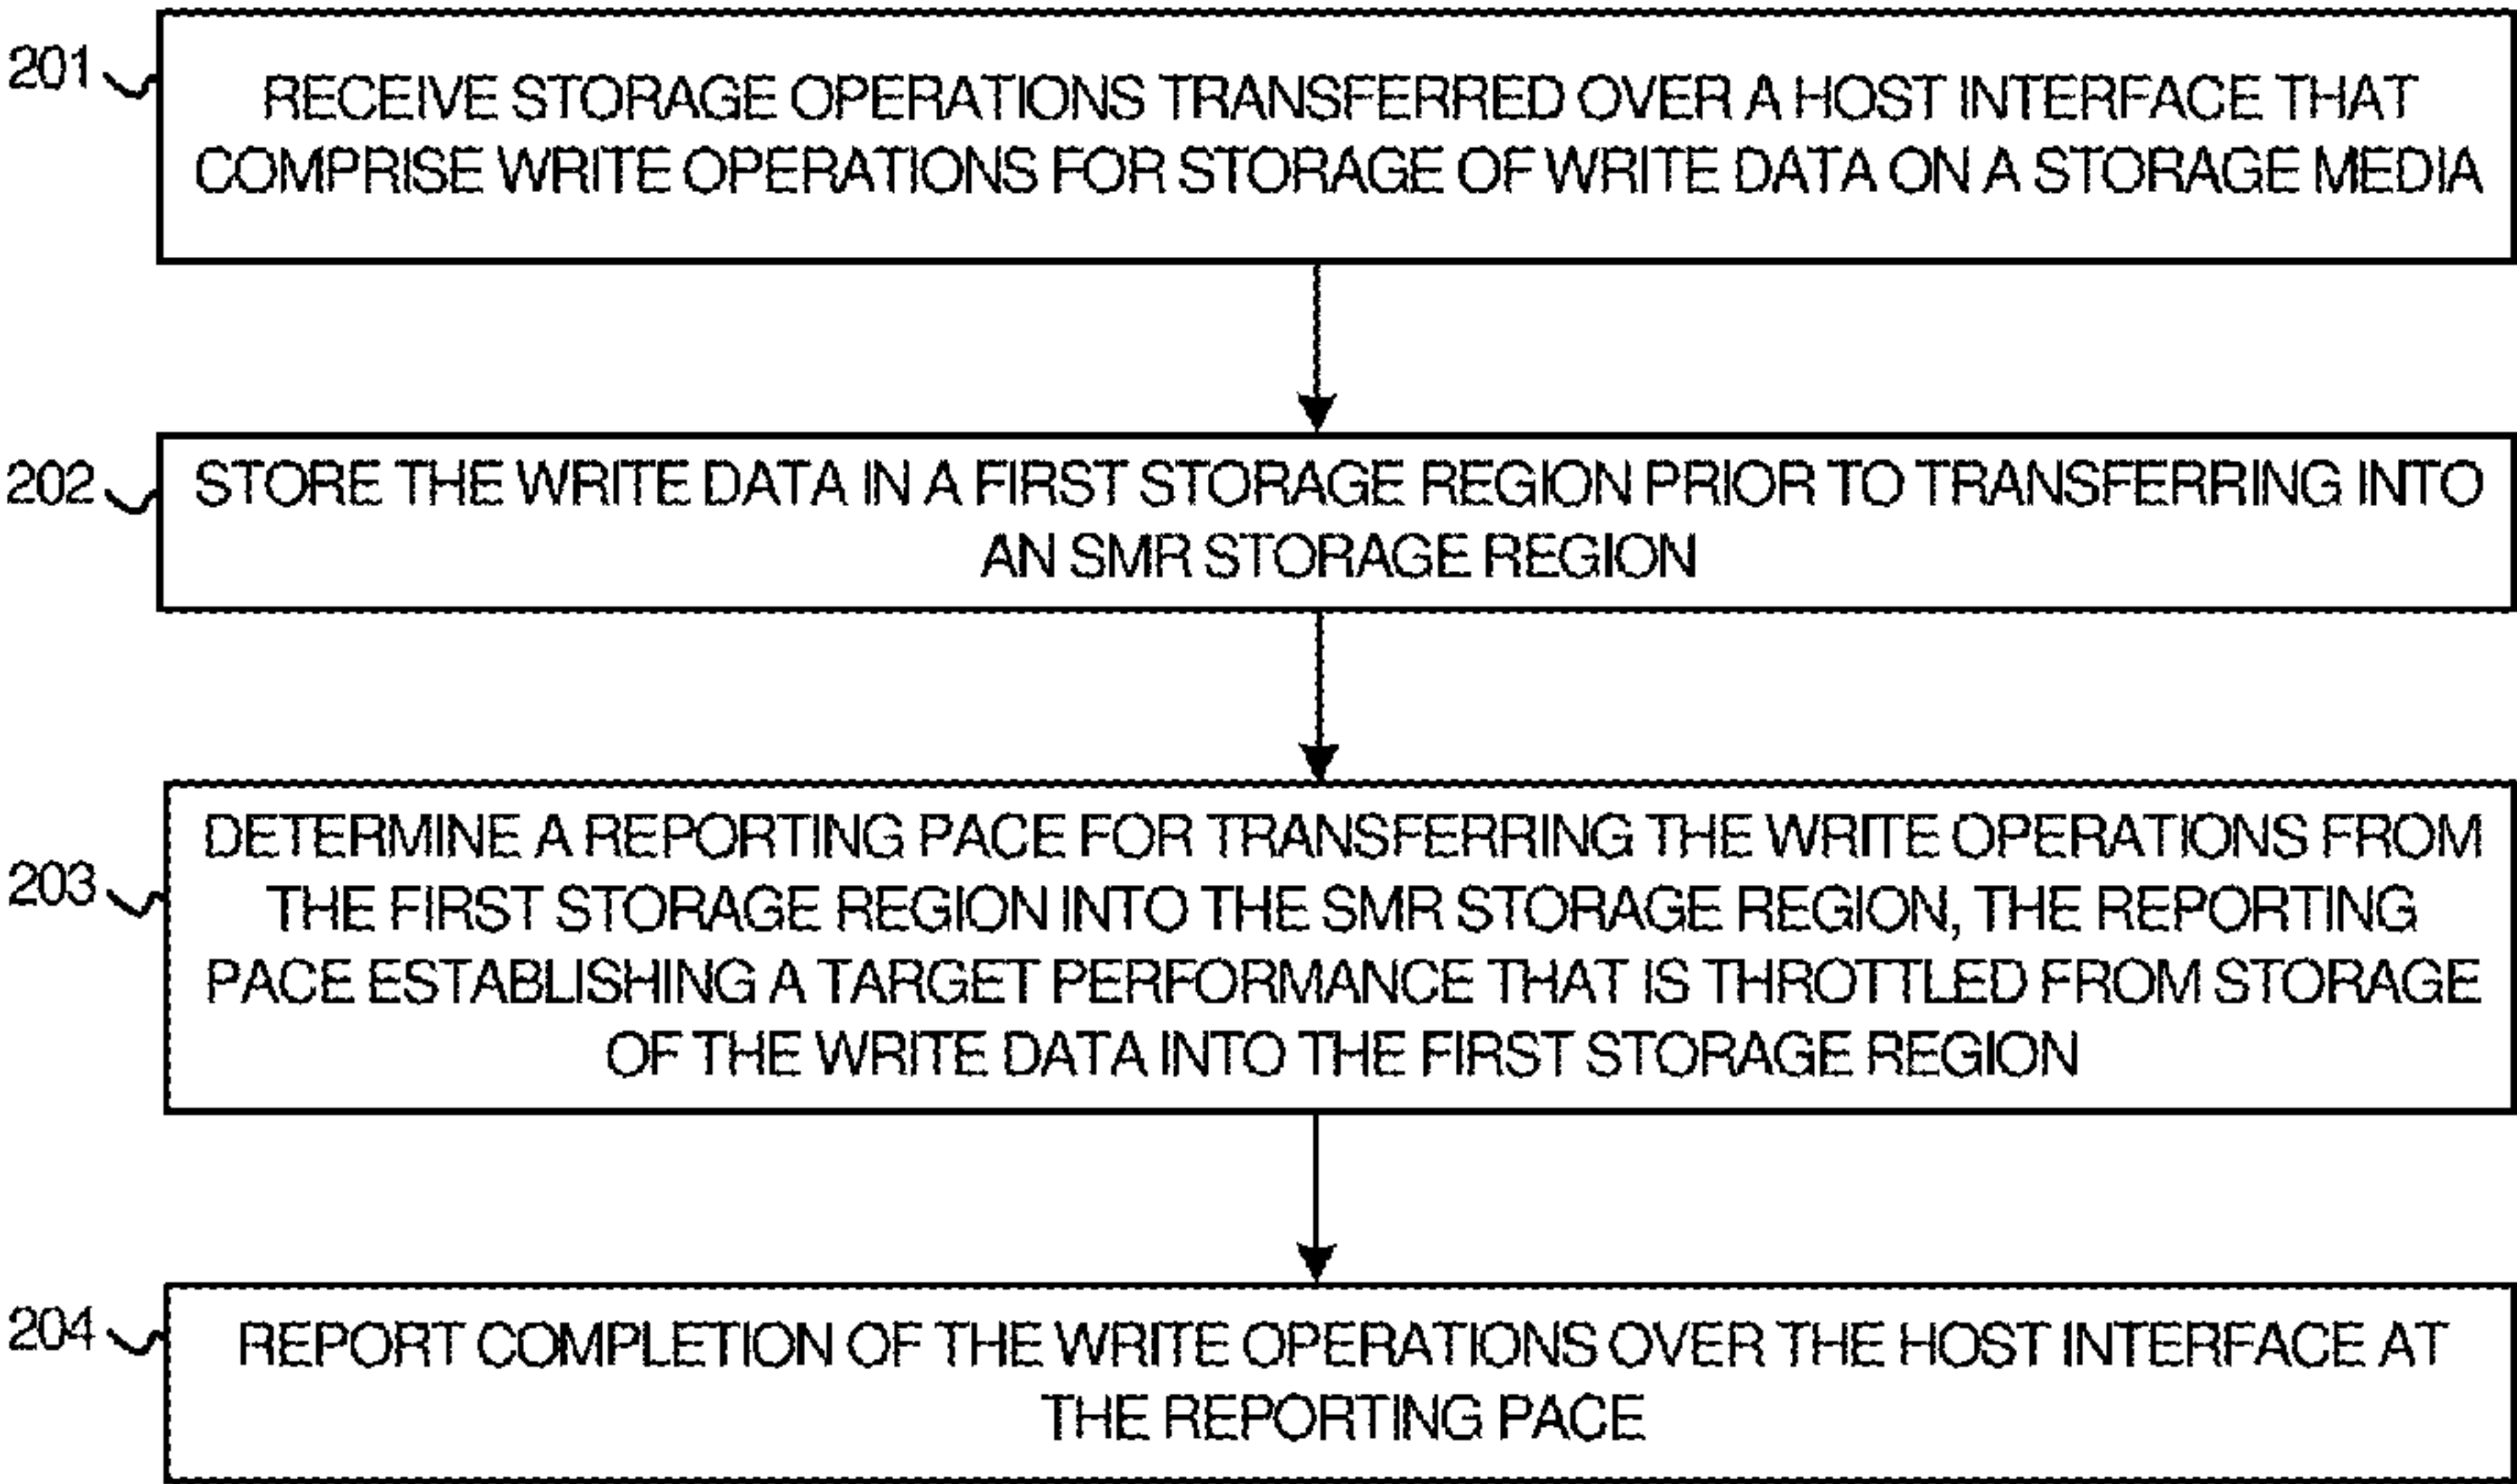 201
RECEIVE STORAGE OPERATIONS TRANSFERRED OVER A HOST INTERFACE THAT
COMPRISE WRITE OPERATIONS FOR STORAGE OF WRITE DATA ON A STORAGE MEDIA
202
STORE THE WRITE DATA IN A FIRST STORAGE REGION PRIOR TO TRANSFERRING INTO
AN SMR STORAGE REGION
203
DETERMINE A REPORTING PACE FOR TRANSFERRING THE WRITE OPERATIONS FROM
THE FIRST STORAGE REGION INTO THE SMR STORAGE REGION, THE REPORTING
PACE ESTABLISHING A TARGET PERFORMANCE THAT IS THROTTLED FROM STORAGE
OF THE WRITE DATA INTO THE FIRST STORAGE REGION
204
REPORT COMPLETION OF THE WRITE OPERATIONS OVER THE HOST INTERFACE AT
THE REPORTING PACE